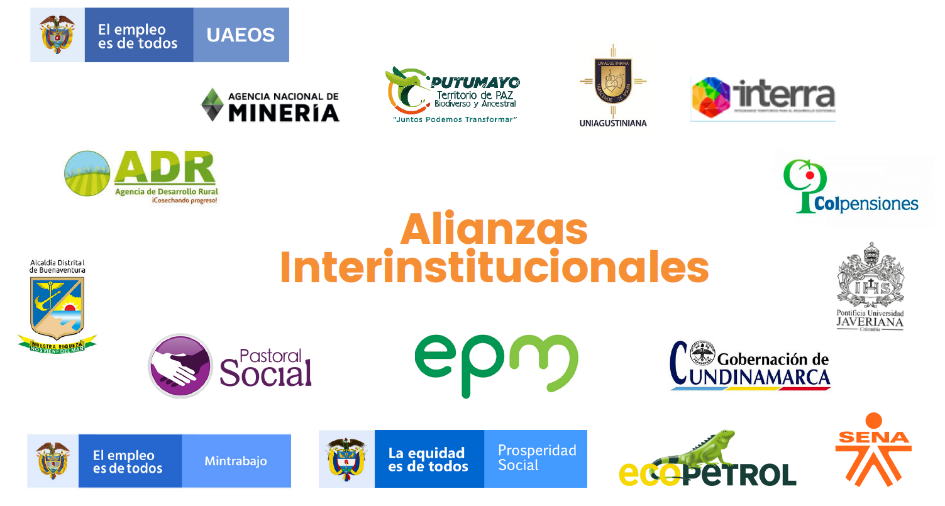 El empleo
es de todos
UAEOS
AGENCIA NACIONAL DE
MINERÍA
PUTUMAYO
Territorio de PAZ
Biodiverso y Ancestral
"Juntos Podemos Transformar"
UNIAGUSTINIANA
UNIAGUSTINIANA
irterra
ADR
Agencia de Desarrollo Rural
¡Cosechando progreso!
Colpensiones
Alianzas
Interinstitucionales
Alcaldía Distrital
de Buenaventura
IHS
Pontificia Universidad
JAVERIANA
Colombia
Pastoral
Social
epm
Gobernación de
CUNDINAMARCA
El empleo
es de todos
Mintrabajo
La equidad
es de todos
Prosperidad
Social
ecopetrol
SENA